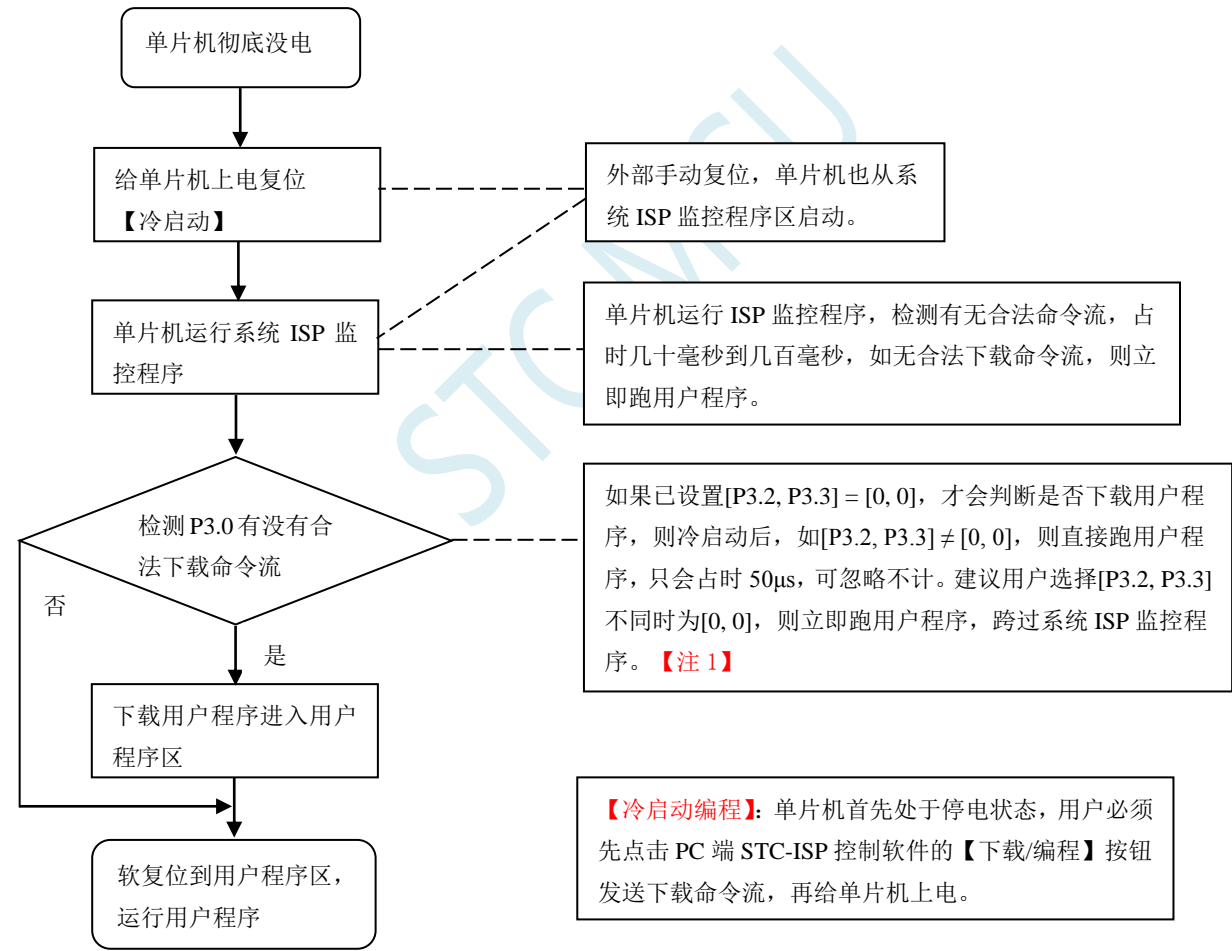 单片机彻底没电
给单片机上电复位
【冷启动】
外部手动复位，单片机也从系
统 ISP 监控程序区启动。
单片机运行系统 ISP 监
控程序
单片机运行 ISP 监控程序，检测有无合法命令流，占
时几十毫秒到几百毫秒，如无合法下载命令流，则立
即跑用户程序。
检测 P3.0 有没有合
法下载命令流
如果已设置[P3.2, P3.3] = [0, 0]，才会判断是否下载用户程
序，则冷启动后，如[P3.2, P3.3] ≠ [0, 0]，则直接跑用户程
序，只会占时 50μs，可忽略不计。建议用户选择[P3.2, P3.3]
不同时为[0, 0]，则立即跑用户程序，跨过系统 ISP 监控程
序。【注 1】
否
是
下载用户程序进入用户
程序区
【冷启动编程】：单片机首先处于停电状态，用户必须
先点击 PC 端 STC-ISP 控制软件的【下载/编程】按钮
发送下载命令流，再给单片机上电。
软复位到用户程序区，
运行用户程序
STC MCU